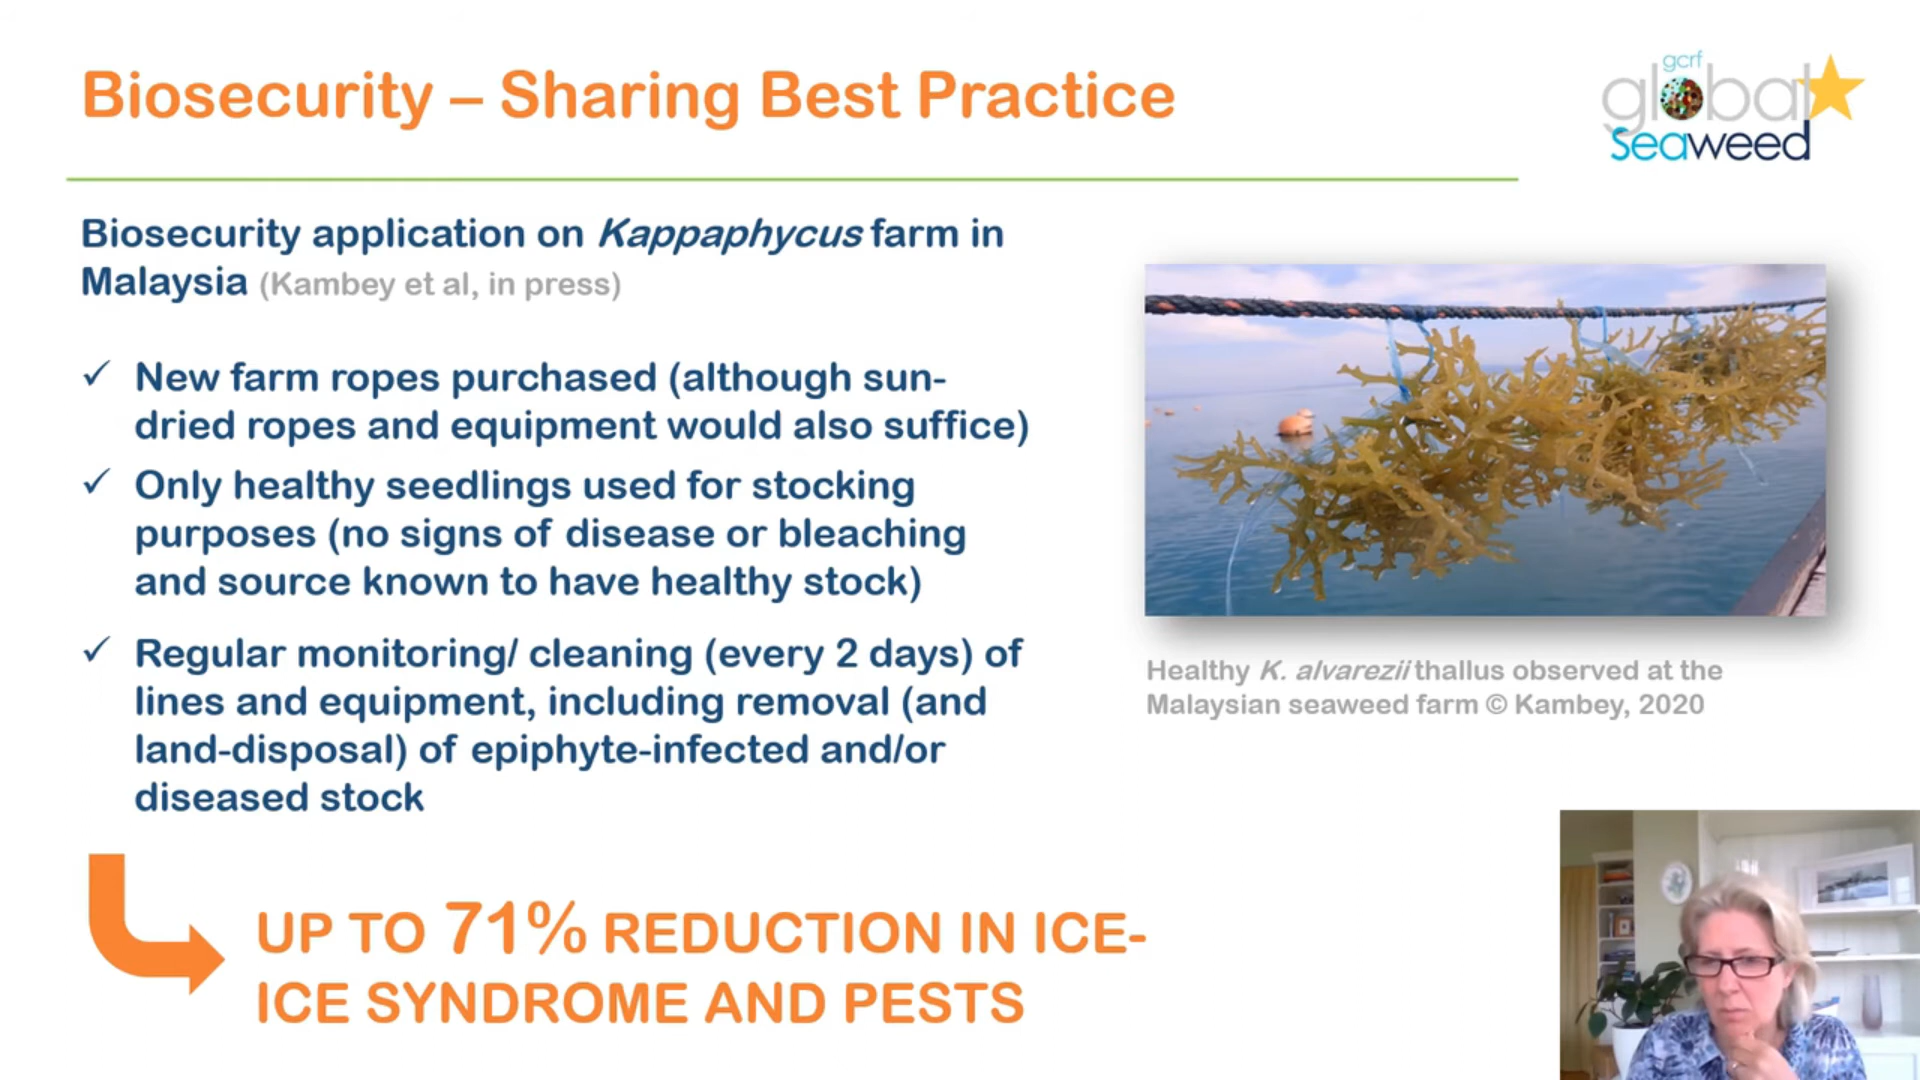 Biosecurity – Sharing Best Practice
gcrf
global
Seaweed
Biosecurity application on Kappaphycus farm in
Malaysia (Kambey et al, in press)
✓ New farm ropes purchased (although sun-
dried ropes and equipment would also suffice)
✓ Only healthy seedlings used for stocking
purposes (no signs of disease or bleaching
and source known to have healthy stock)
✓ Regular monitoring/ cleaning (every 2 days) of
lines and equipment, including removal (and
land-disposal) of epiphyte-infected and/or
diseased stock
UP TO 71% REDUCTION IN ICE-
ICE SYNDROME AND PESTS
Healthy K. alvarezii thallus observed at the
Malaysian seaweed farm © Kambey, 2020